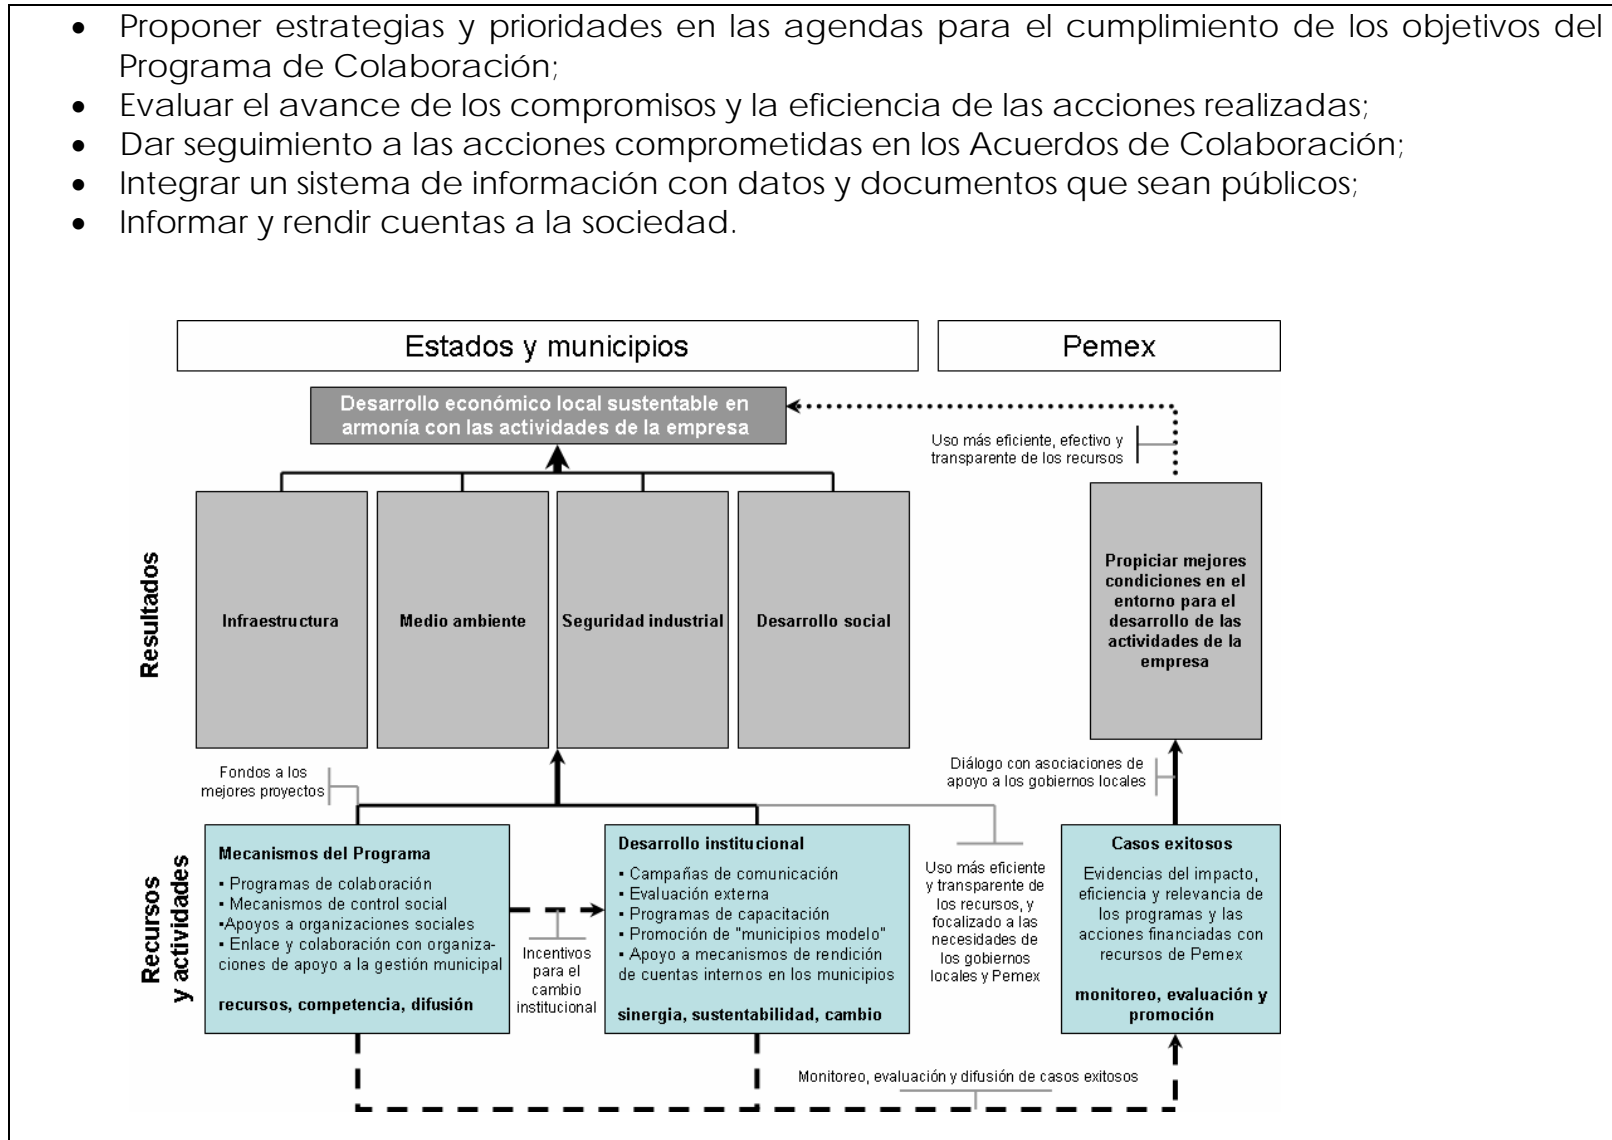 • Proponer estrategias y prioridades en las agendas para el cumplimiento de los objetivos del
Programa de Colaboración;
• Evaluar el avance de los compromisos y la eficiencia de las acciones realizadas;
• Dar seguimiento a las acciones comprometidas en los Acuerdos de Colaboración;
• Integrar un sistema de información con datos y documentos que sean públicos;
• Informar y rendir cuentas a la sociedad.
Estados y municipios
Pemex
Desarrollo económico local sustentable en
armonía con las actividades de la empresa
Uso más eficiente, efectivo y
transparente de los recursos
Resultados
Infraestructura
Medio ambiente
Seguridad industrial
Desarrollo social
Propiciar mejores
condiciones en el
entorno para el
desarrollo de las
actividades de la
empresa
Fondos a los
mejores proyectos
Diálogo con asociaciones de
apoyo a los gobiernos locales
Recursos
y actividades
Mecanismos del Programa
▪ Programas de colaboración
▪ Mecanismos de control social
▪Apoyos a organizaciones sociales
▪ Enlace y colaboración con organiza-
ciones de apoyo a la gestión municipal
recursos, competencia, difusión
Incentivos
para el
cambio
institucional
Desarrollo institucional
▪ Campañas de comunicación
▪ Evaluación externa
▪ Programas de capacitación
▪ Promoción de "municipios modelo"
▪ Apoyo a mecanismos de rendición
de cuentas internos en los municipios
sinergia, sustentabilidad, cambio
Uso más eficiente
y transparente de
los recursos, y
focalizado a las
necesidades de
los gobiernos
locales y Pemex
Casos exitosos
Evidencias del impacto,
eficiencia y relevancia de
los programas y las
acciones financiadas con
recursos de Pemex
monitoreo, evaluación y
promoción
Monitoreo, evaluación y difusión de casos exitosos